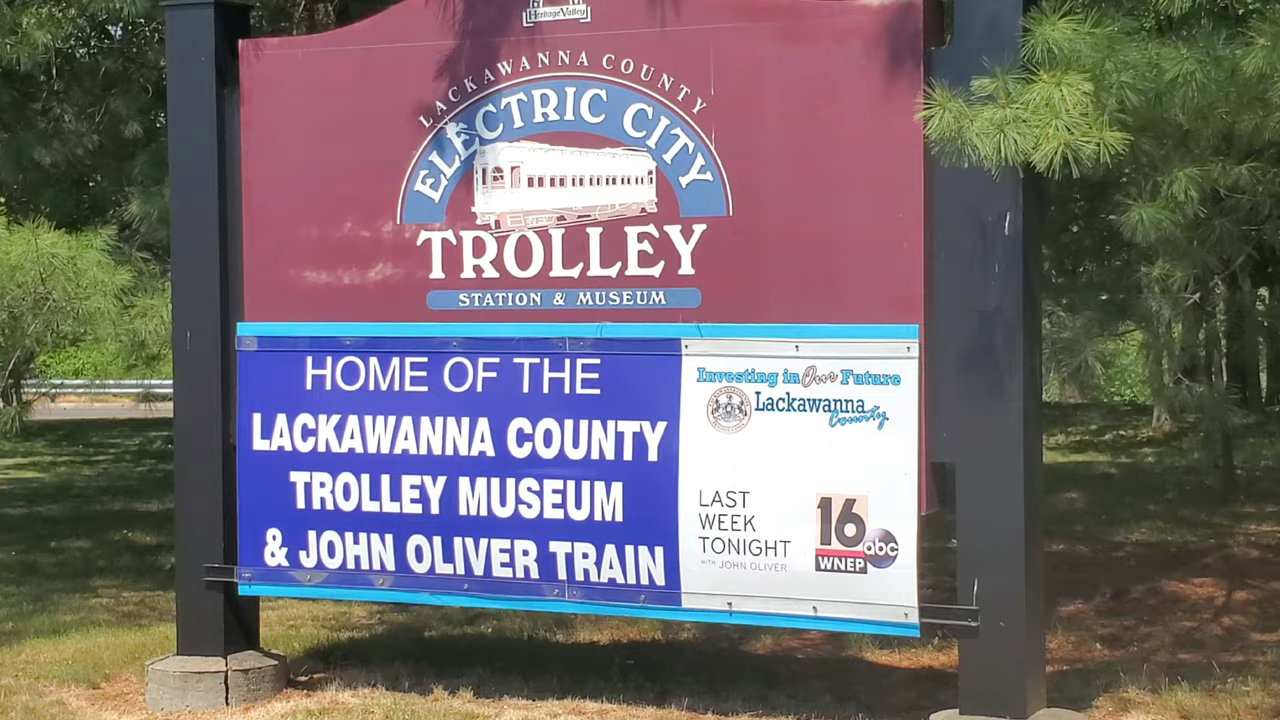 Heritage Valley
LACKAWANNA COUNTY
ELECTRIC CITY
TROLLEY
STATION & MUSEUM
HOME OF THE
LACKAWANNA COUNTY
TROLLEY MUSEUM
& JOHN OLIVER TRAIN
Investing in Our Future
Lackawanna
County
LAST
WEEK
TONIGHT
WITH JOHN OLIVER
16
abc
WNEP